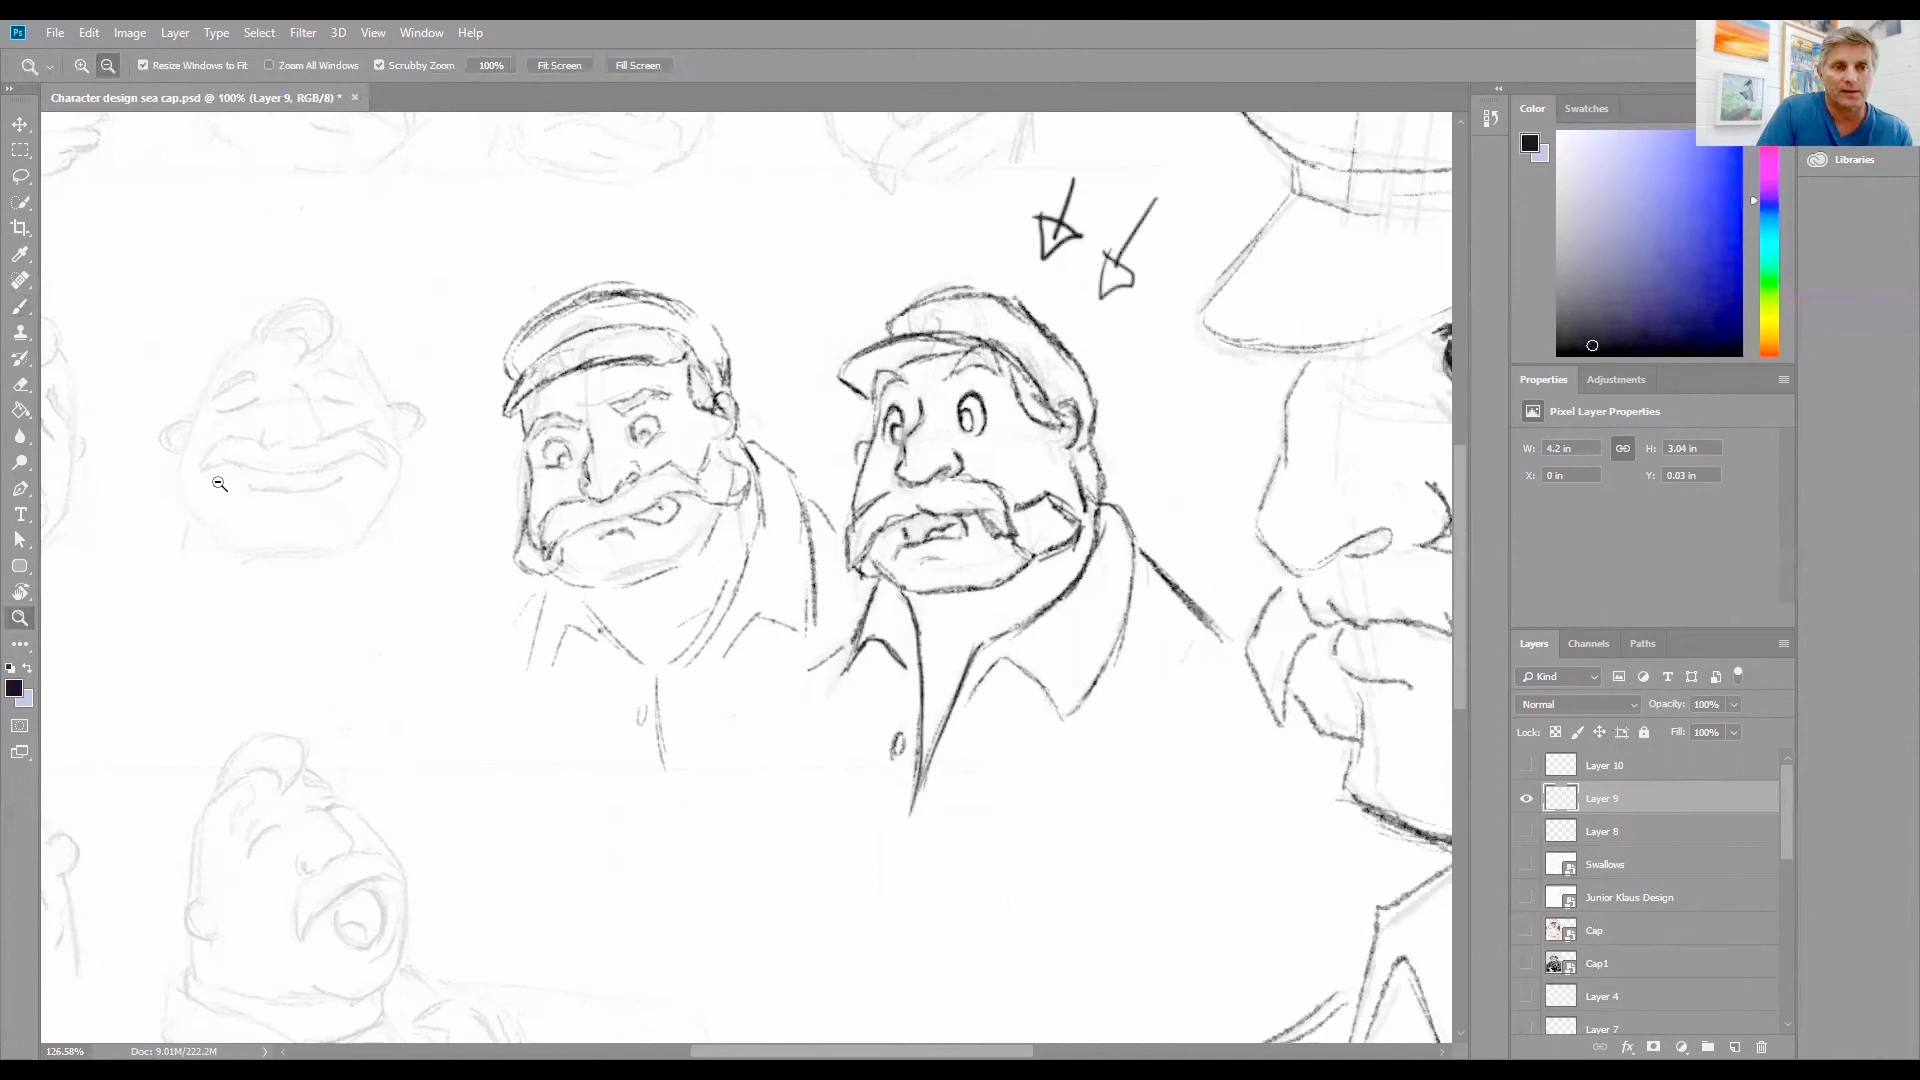 Ps File Edit Image Layer Type Select Filter 3D View Window Help
Resize Windows to Fit Zoom All Windows Scrubby Zoom 100% Fit Screen Fill Screen
Character design sea cap.psd @ 100% (Layer 9, RGB/8) *
Color Swatches
Libraries
Properties Adjustments
Pixel Layer Properties
W: 4.2 in H: 3.04 in
X: 0 in Y: 0.03 in
Layers Channels Paths
Kind
Normal Opacity: 100%
Lock: Fill: 100%
Layer 10
Layer 9
Layer 8
Swallows
Junior Klaus Design
Cap
Cap1
Layer 4
Layer 7
126.58% Doc: 9.01M/222.2M
fx